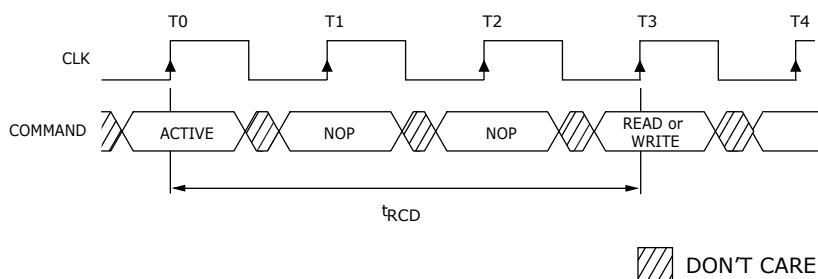 T0 T1 T2 T3 T4
CLK
COMMAND ACTIVE NOP NOP READ or
WRITE
tRCD
DON'T CARE